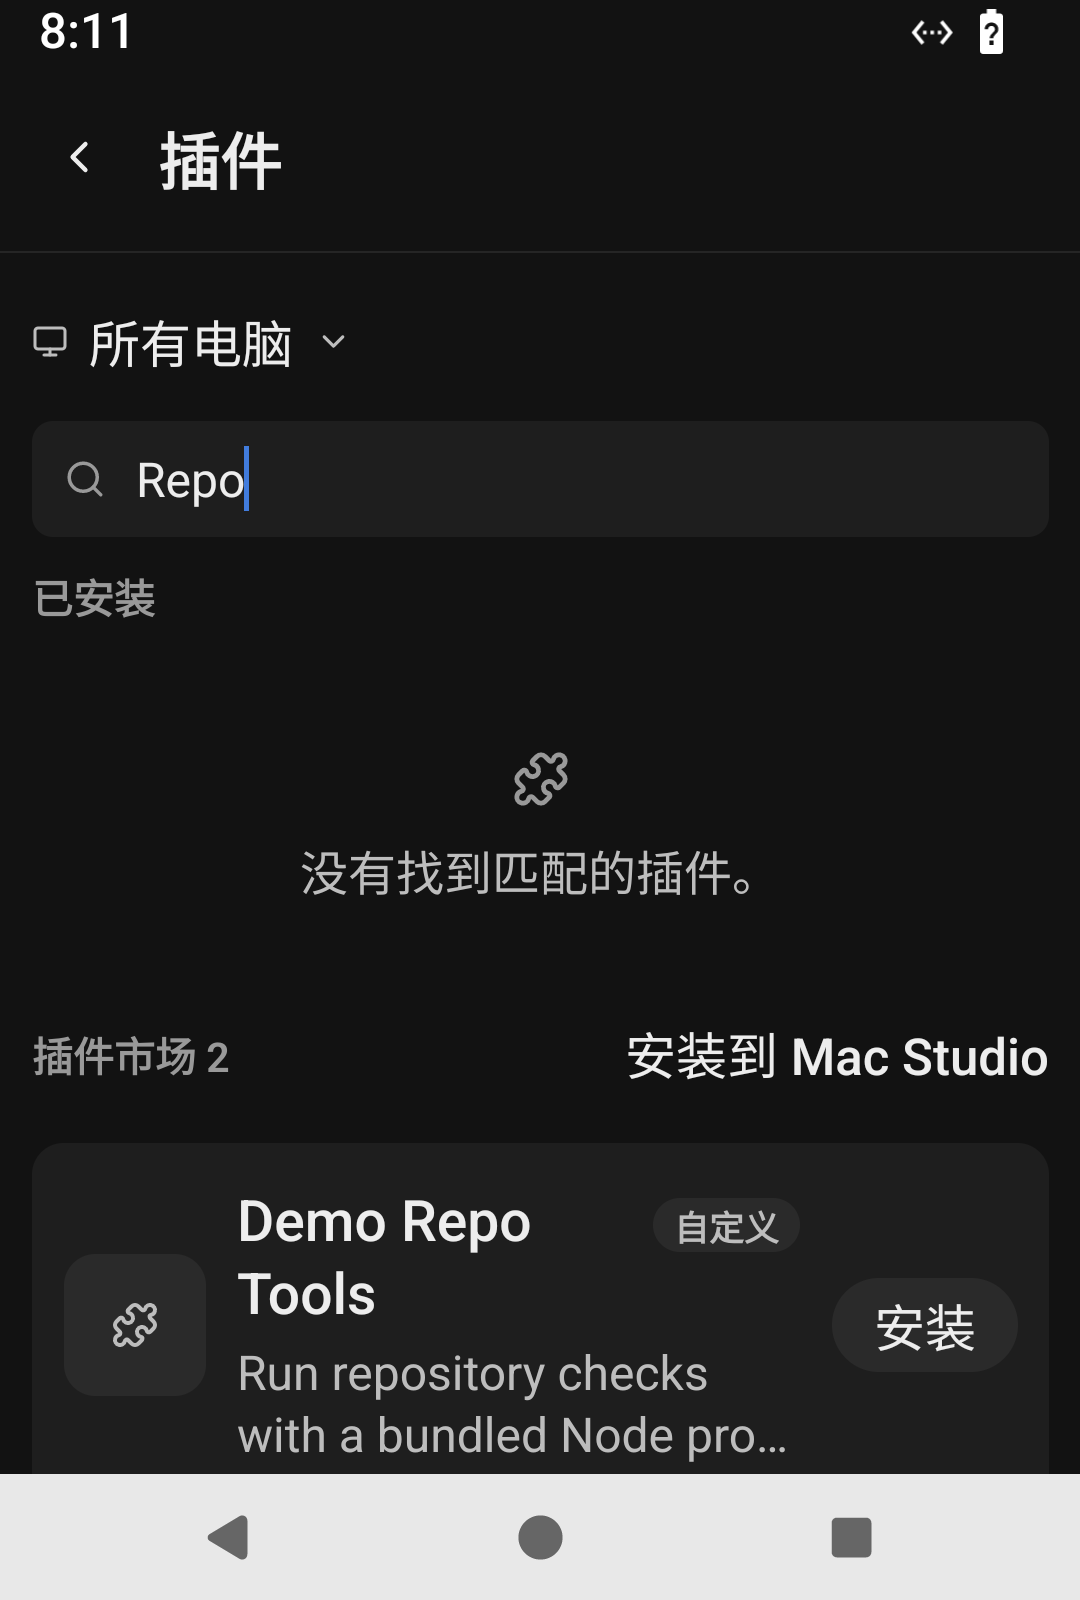 8:11
插件
所有电脑
Repo
已安装
没有找到匹配的插件。
插件市场 2
安装到 Mac Studio
Demo Repo
Tools
自定义
安装
Run repository checks
with a bundled Node pro…